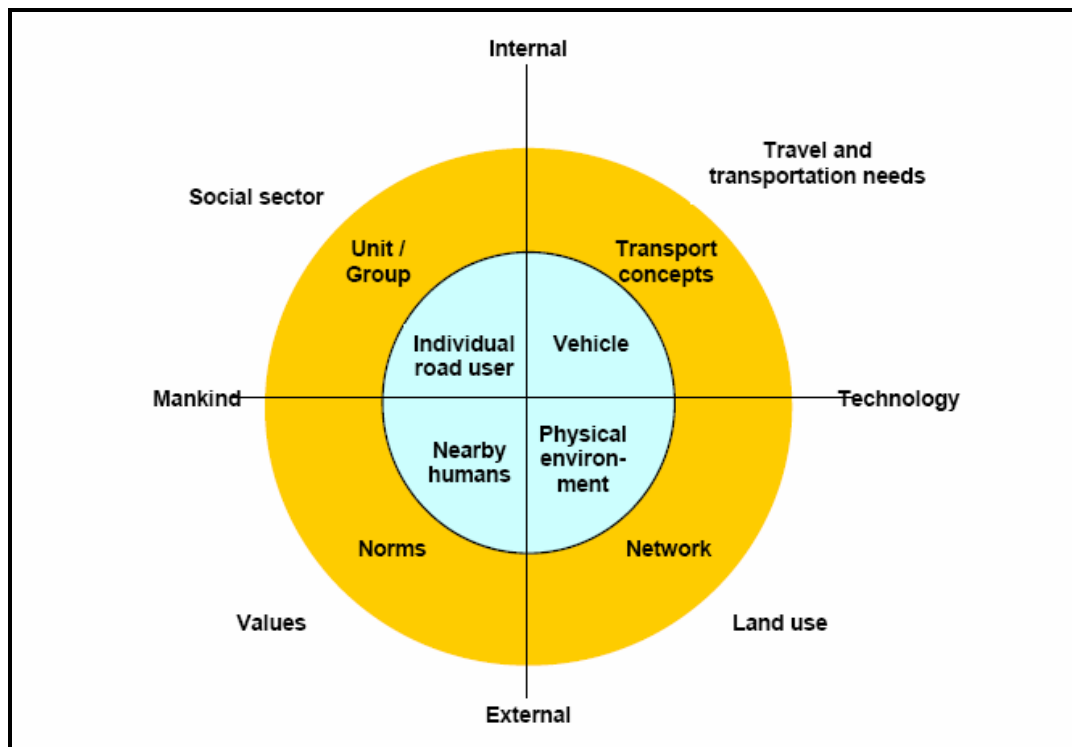 Internal
Travel and
transportation needs
Social sector
Unit /
Group
Transport
concepts
Individual
road user
Vehicle
Mankind
Technology
Nearby
humans
Physical
environ-
ment
Norms
Network
Values
Land use
External